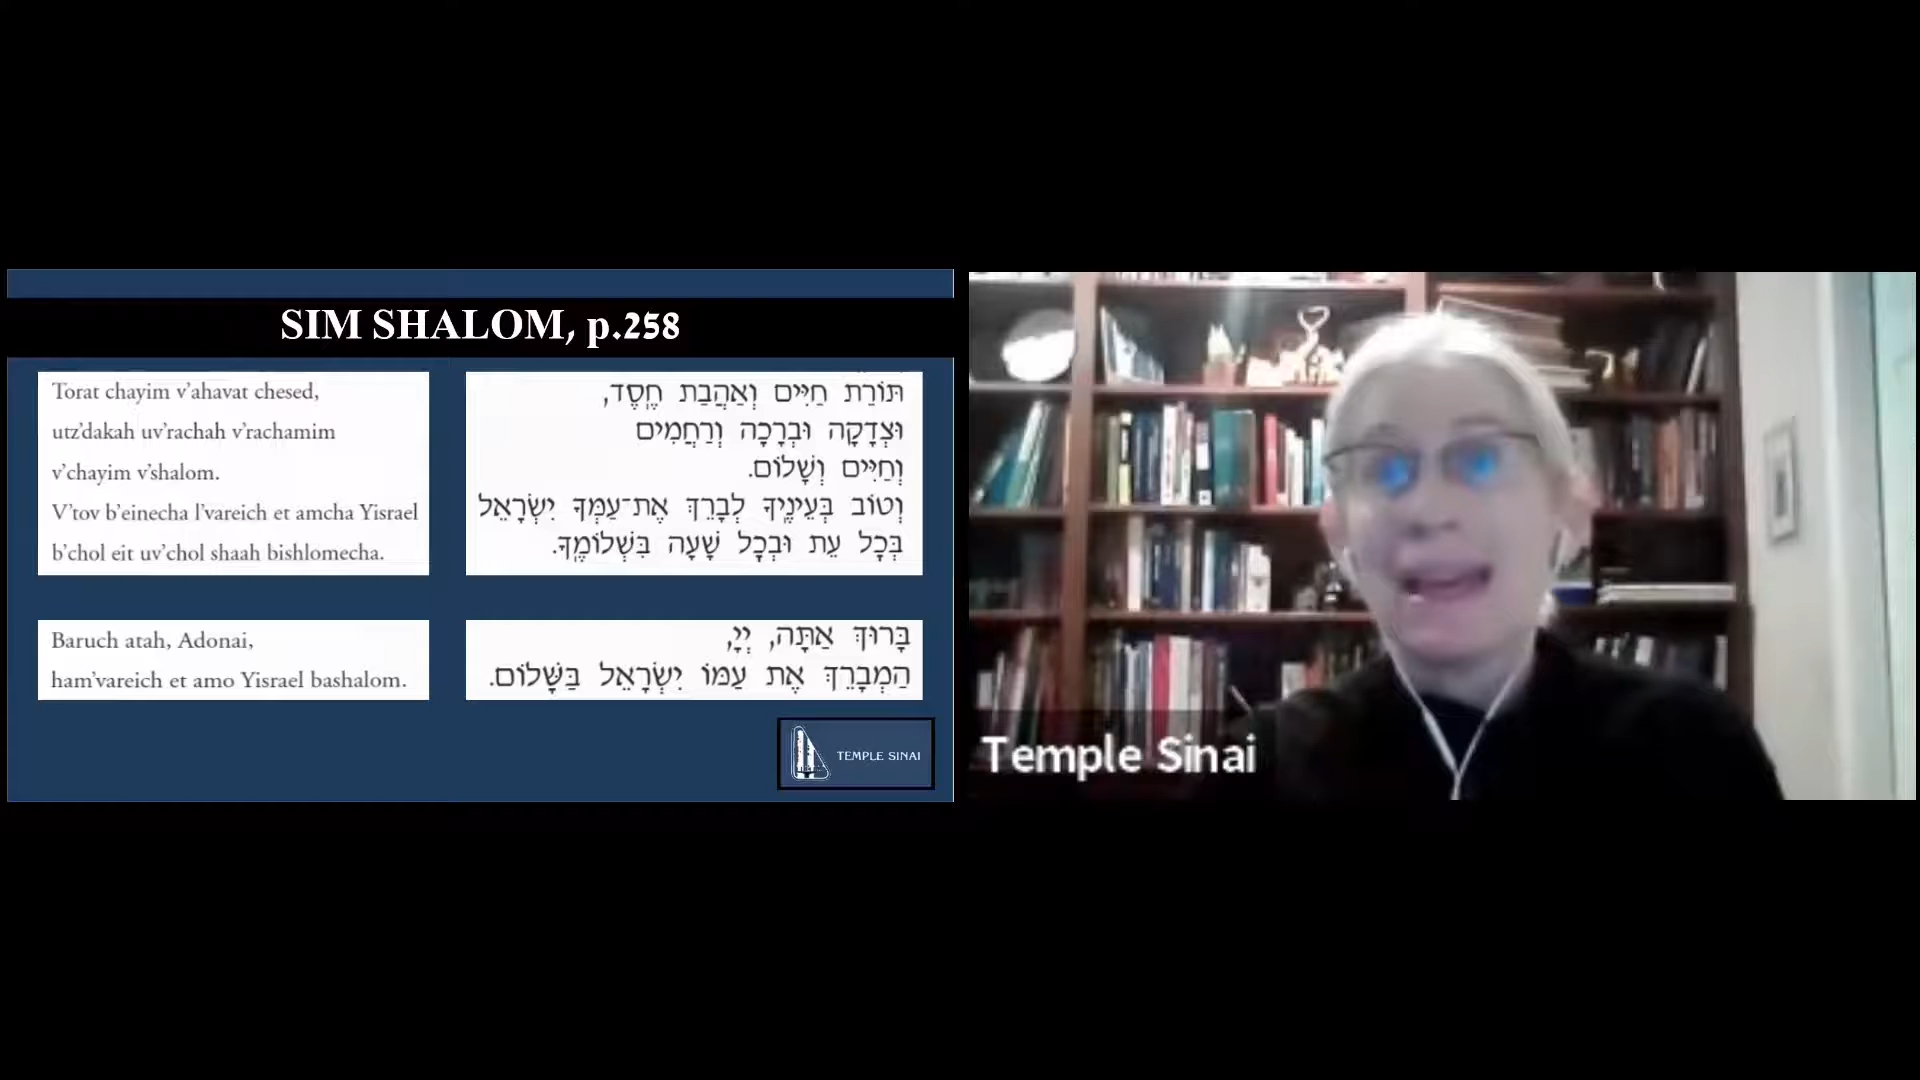 SIM SHALOM, p.258
Torat chayim v'ahavat chesed,
utz'dakah uv'rachah v'rachamim
v'chayim v'shalom.
V'tov b'einecha l'vareich et amcha Yisrael
b'chol eit uv'chol shaah bishlomecha.
תּוֹרַת חַיִּים וְאַהֲבַת חֶסֶד,
וּצְדָקָה וּבְרָכָה וְרַחֲמִים
וְחַיִּים וְשָׁלוֹם.
וְטוֹב בְּעֵינֶיךָ לְבָרֵךְ אֶת־עַמְּךָ יִשְׂרָאֵל
בְּכָל עֵת וּבְכָל שָׁעָה בִּשְׁלוֹמֶךָ.
Baruch atah, Adonai,
ham'vareich et amo Yisrael bashalom.
בָּרוּךְ אַתָּה, יְיָ,
הַמְבָרֵךְ אֶת עַמּוֹ יִשְׂרָאֵל בַּשָּׁלוֹם.
TEMPLE SINAI
Temple Sinai